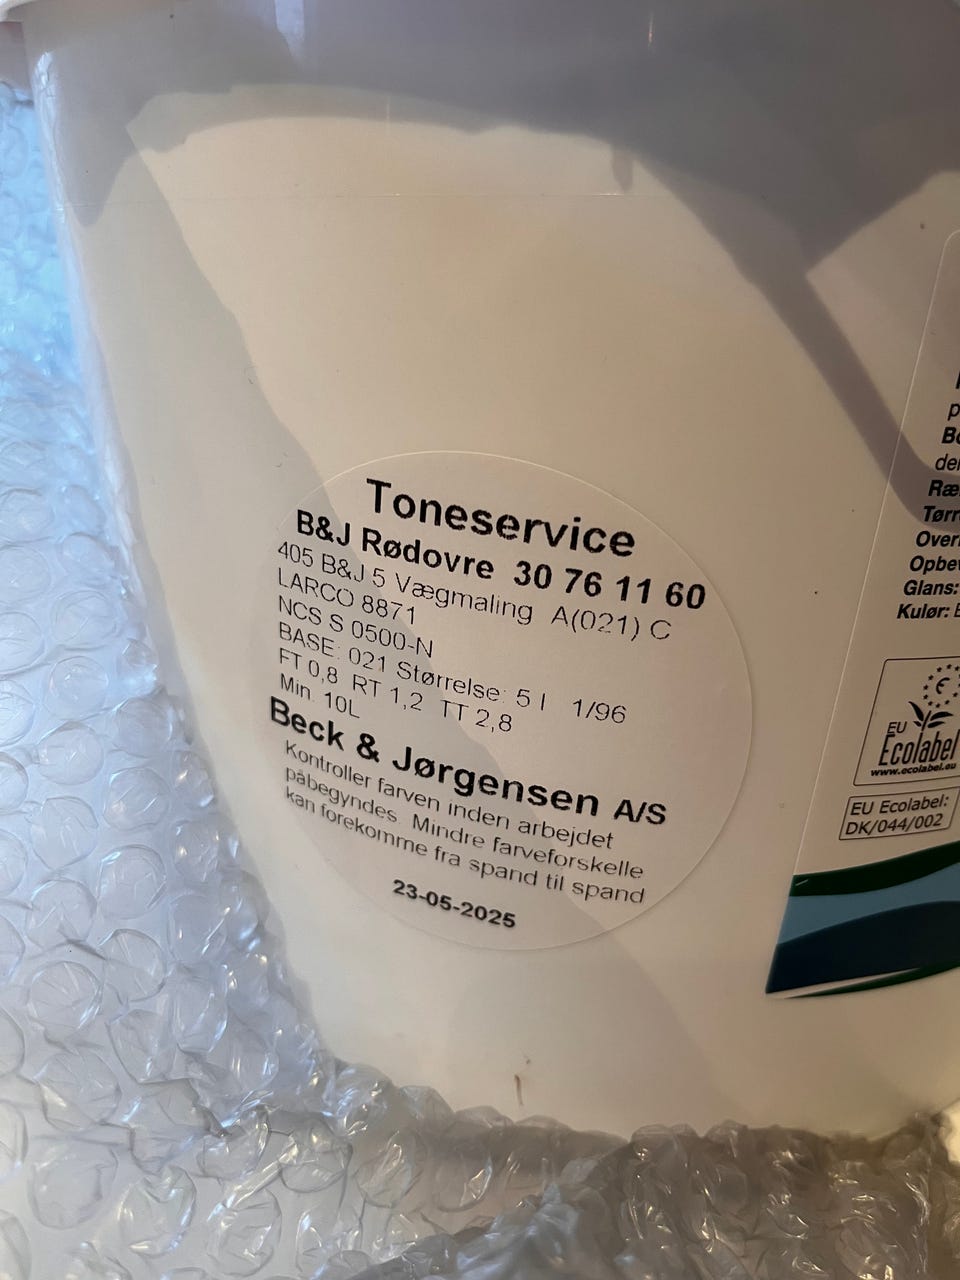 Toneservice
B&J Rødovre 30 76 11 60
405 B&J 5 Vægmaling A(021) C
LARCO 8871
NCS S 0500-N
BASE: 021 Størrelse: 5 l 1/96
FT 0,8 RT 1,2 TT 2,8
Min. 10L
Beck & Jørgensen A/S
Kontroller farven inden arbejdet
påbegyndes Mindre farveforskelle
kan forekomme fra spand til spand
23-05-2025
Glans:
Kulør:
EU
Ecolabel
www.ecolabel.eu
EU Ecolabel:
DK/044/002